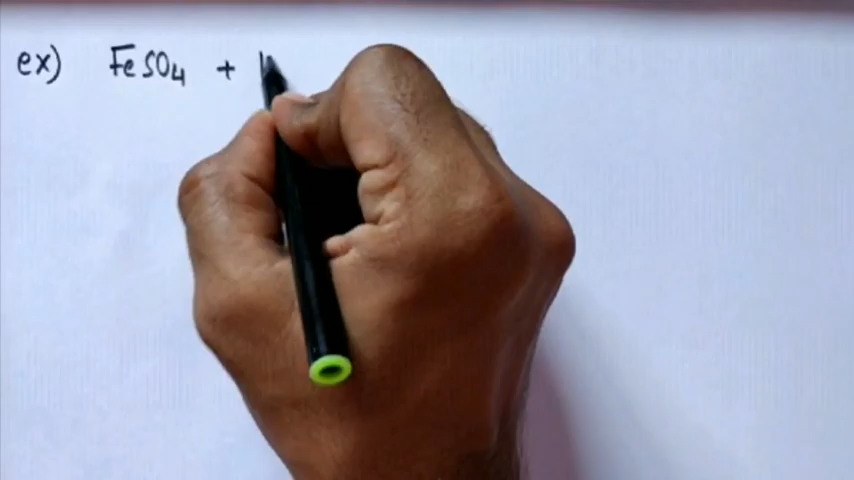 ex) FeSO₄ +